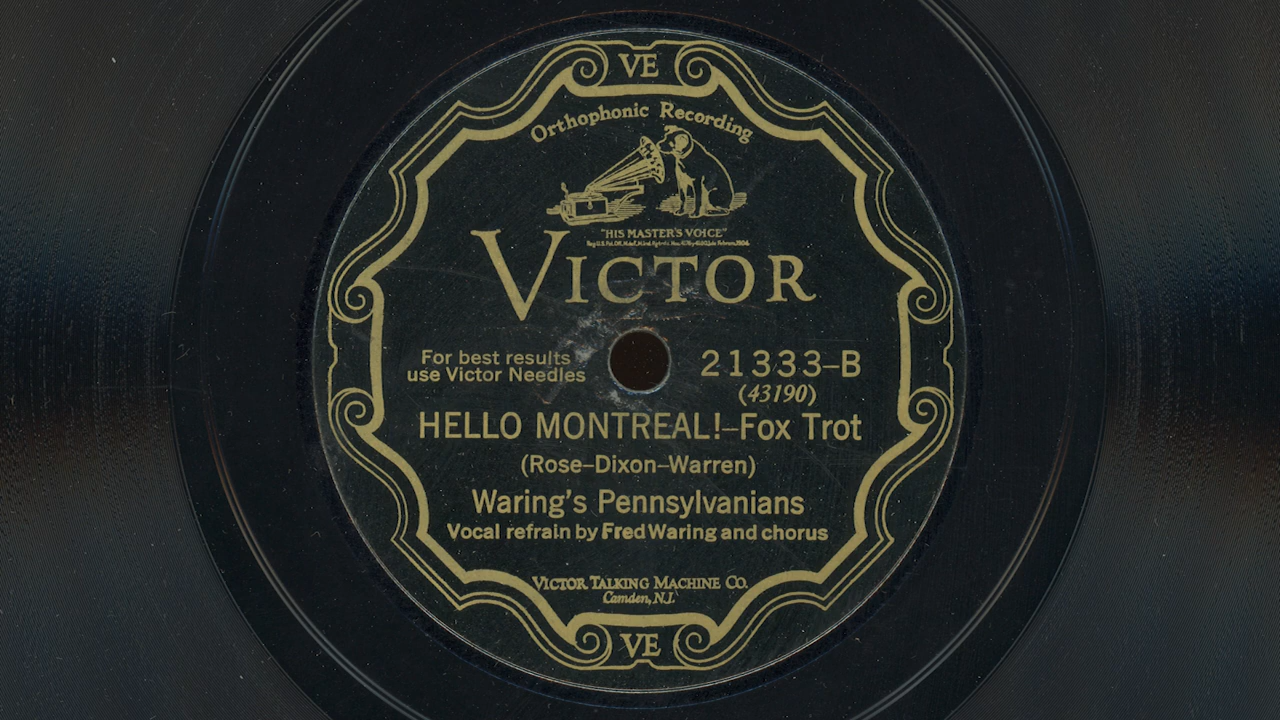 VE
Orthophonic Recording
"HIS MASTER'S VOICE"
VICTOR
For best results
use Victor Needles
21333-B
(43190)
HELLO MONTREAL!-Fox Trot
(Rose-Dixon-Warren)
Waring's Pennsylvanians
Vocal refrain by Fred Waring and chorus
VICTOR TALKING MACHINE CO.
Camden, N.J.
VE